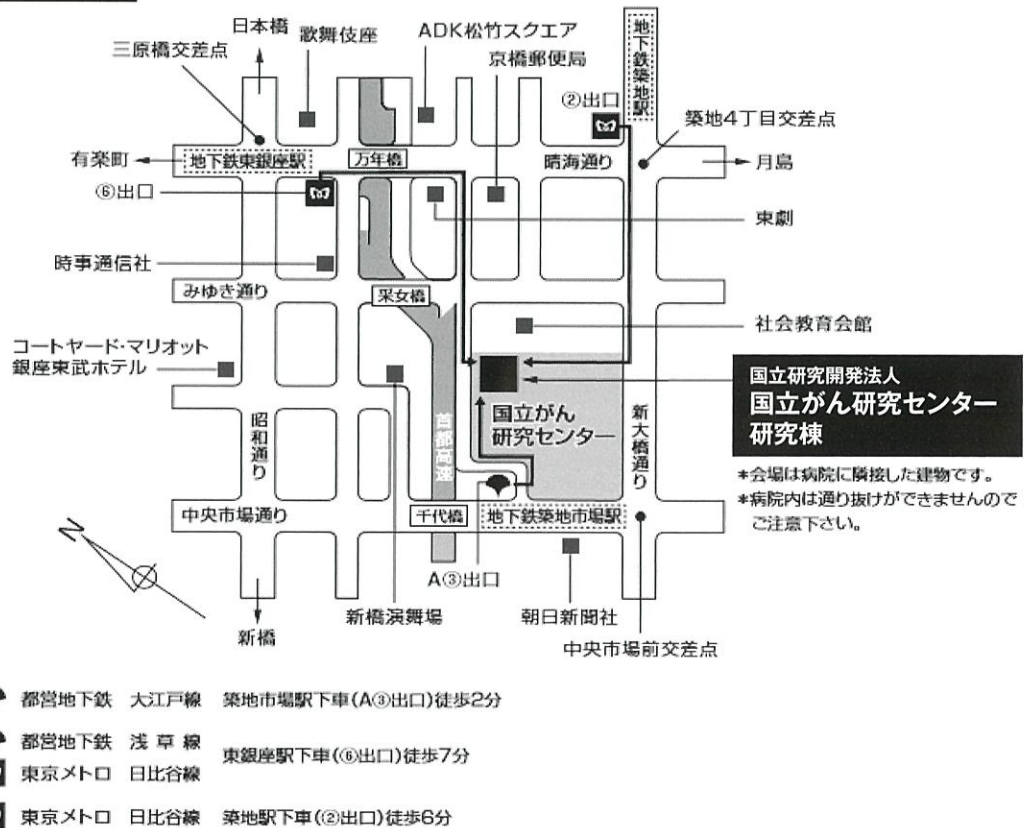 日本橋
歌舞伎座
ADK松竹スクエア
三原橋交差点
京橋郵便局
地下鉄築地駅
②出口
築地4丁目交差点
有楽町
地下鉄東銀座駅
万年橋
晴海通り
月島
⑥出口
東劇
時事通信社
みゆき通り
采女橋
社会教育会館
コートヤード・マリオット
銀座東武ホテル
国立研究開発法人
国立がん研究センター
研究棟
国立がん
研究センター
昭和通り
首都高速
新大橋通り
*会場は病院に隣接した建物です。
*病院内は通り抜けができませんので
ご注意下さい。
中央市場通り
千代橋
地下鉄築地市場駅
N
A③出口
新橋演舞場
朝日新聞社
新橋
中央市場前交差点
都営地下鉄 大江戸線 築地市場駅下車(A③出口)徒歩2分
都営地下鉄 浅草線
東銀座駅下車(⑥出口)徒歩7分
東京メトロ 日比谷線
東京メトロ 日比谷線 築地駅下車(②出口)徒歩6分